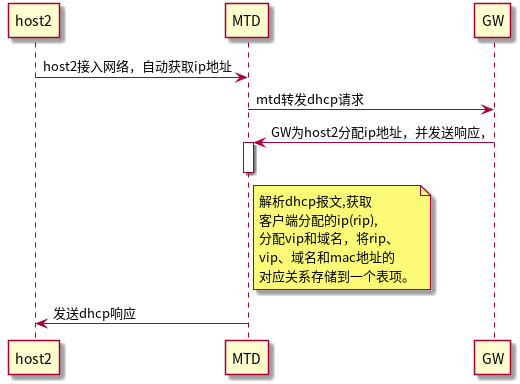 host2
MTD
GW
host2接入网络，自动获取ip地址
mtd转发dhcp请求
GW为host2分配ip地址，并发送响应，
解析dhcp报文,获取
客户端分配的ip(rip),
分配vip和域名，将rip、
vip、域名和mac地址的
对应关系存储到一个表项。
发送dhcp响应
host2
MTD
GW